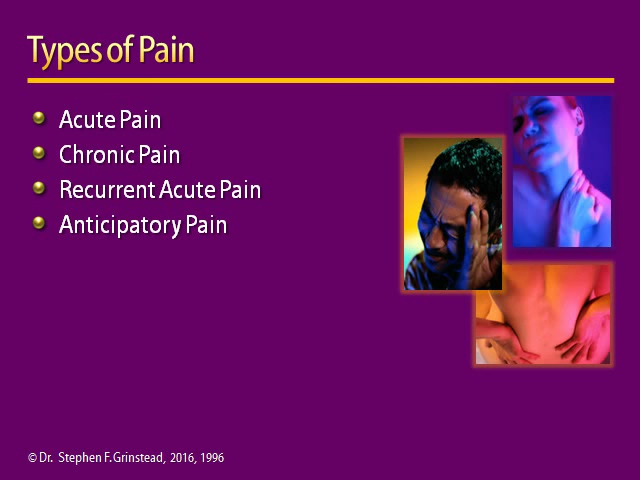 Types of Pain
Acute Pain
Chronic Pain
Recurrent Acute Pain
Anticipatory Pain
© Dr. Stephen F. Grinstead, 2016, 1996